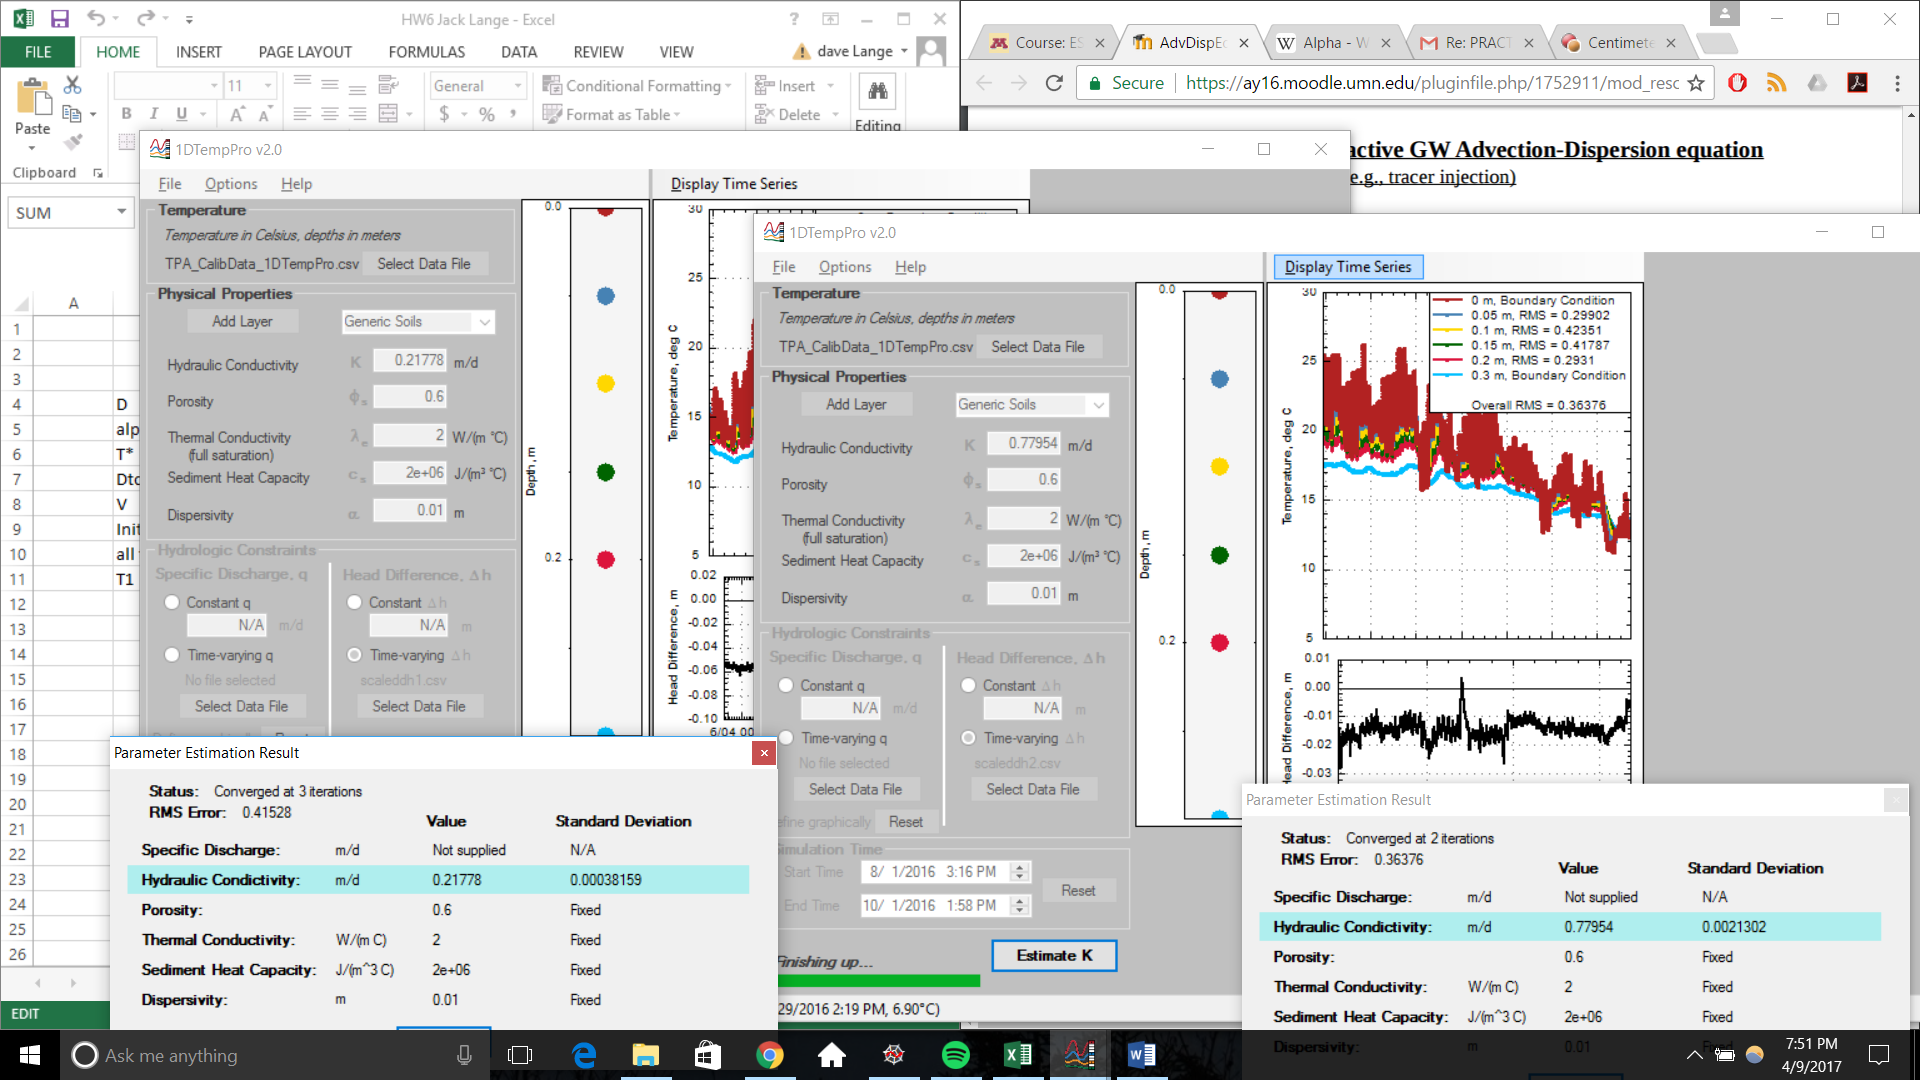 HW6 Jack Lange - Excel
FILE HOME INSERT PAGE LAYOUT FORMULAS DATA REVIEW VIEW dave Lange
11
General
Conditional Formatting
Insert
Paste
B I U
A A
$ % ,
Format as Table
Delete
Editing
Clipboard
SUM
A
1
2
3
4 D
5 alp
6 T*
7 Dtc
8 V
9 Init
10 all
11 T1
12
13
14
15
16
17
18
19
20
21
22
23
24
25
26
EDIT
Course: ES
AdvDispEc
Alpha - W
Re: PRACT
Centimete
Secure https://ay16.moodle.umn.edu/pluginfile.php/1752911/mod_resc
active GW Advection-Dispersion equation
e.g., tracer injection)
1DTempPro v2.0
File Options Help
Display Time Series
Temperature
Temperature in Celsius, depths in meters
TPA_CalibData_1DTempPro.csv Select Data File
Physical Properties
Add Layer Generic Soils
Hydraulic Conductivity K 0.21778 m/d
Porosity ϕs 0.6
Thermal Conductivity (full saturation) λe 2 W/(m °C)
Sediment Heat Capacity cs 2e+06 J/(m³ °C)
Dispersivity α 0.01 m
Hydrologic Constraints
Specific Discharge, q Head Difference, Δ h
Constant q Constant Δ h
N/A m/d N/A m
Time-varying q Time-varying Δ h
No file selected scaleddh1.csv
Select Data File Select Data File
0.0
0.2
Depth, m
30
25
20
15
10
5
Temperature, deg C
0.02
0.00
-0.02
-0.04
-0.06
-0.08
-0.10
Head Difference, m
6/04 00
1DTempPro v2.0
File Options Help
Display Time Series
Temperature
Temperature in Celsius, depths in meters
TPA_CalibData_1DTempPro.csv Select Data File
Physical Properties
Add Layer Generic Soils
Hydraulic Conductivity K 0.77954 m/d
Porosity ϕs 0.6
Thermal Conductivity (full saturation) λe 2 W/(m °C)
Sediment Heat Capacity cs 2e+06 J/(m³ °C)
Dispersivity α 0.01 m
Hydrologic Constraints
Specific Discharge, q Head Difference, Δ h
Constant q Constant Δ h
N/A m/d N/A m
Time-varying q Time-varying Δ h
No file selected scaleddh2.csv
Select Data File Select Data File
efine graphically Reset
Simulation Time
Start Time 8/ 1/2016 3:16 PM
Reset
End Time 10/ 1/2016 1:58 PM
Finishing up...
Estimate K
29/2016 2:19 PM, 6.90°C)
0.0
0.2
Depth, m
30
25
20
15
10
5
Temperature, deg C
0 m, Boundary Condition
0.05 m, RMS = 0.29902
0.1 m, RMS = 0.42351
0.15 m, RMS = 0.41787
0.2 m, RMS = 0.2931
0.3 m, Boundary Condition
Overall RMS = 0.36376
0.01
0.00
-0.01
-0.02
-0.03
Head Difference, m
Parameter Estimation Result
Status: Converged at 3 iterations
RMS Error: 0.41528
Value Standard Deviation
Specific Discharge: m/d Not supplied N/A
Hydraulic Condictivity: m/d 0.21778 0.00038159
Porosity: 0.6 Fixed
Thermal Conductivity: W/(m C) 2 Fixed
Sediment Heat Capacity: J/(m^3 C) 2e+06 Fixed
Dispersivity: m 0.01 Fixed
Parameter Estimation Result
Status: Converged at 2 iterations
RMS Error: 0.36376
Value Standard Deviation
Specific Discharge: m/d Not supplied N/A
Hydraulic Condictivity: m/d 0.77954 0.0021302
Porosity: 0.6 Fixed
Thermal Conductivity: W/(m C) 2 Fixed
Sediment Heat Capacity: J/(m^3 C) 2e+06 Fixed
Dispersivity: m 0.01 Fixed
Ask me anything
7:51 PM
4/9/2017